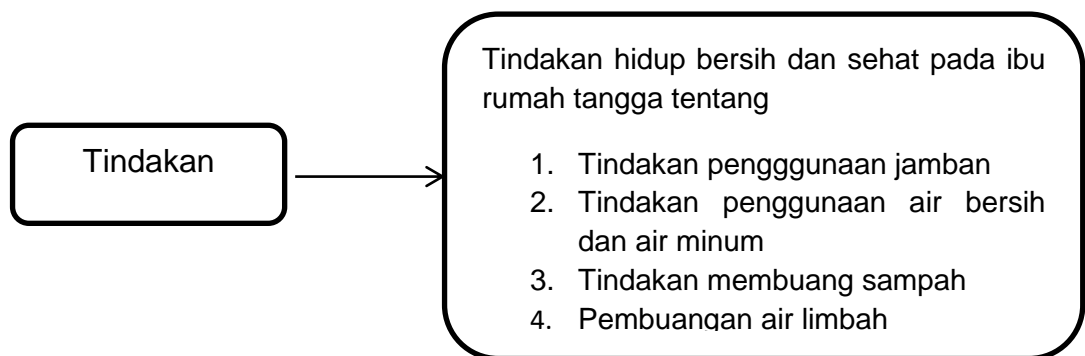 Tindakan
Tindakan hidup bersih dan sehat pada ibu
rumah tangga tentang
1. Tindakan pengggunaan jamban
2. Tindakan penggunaan air bersih
dan air minum
3. Tindakan membuang sampah
4. Pembuangan air limbah